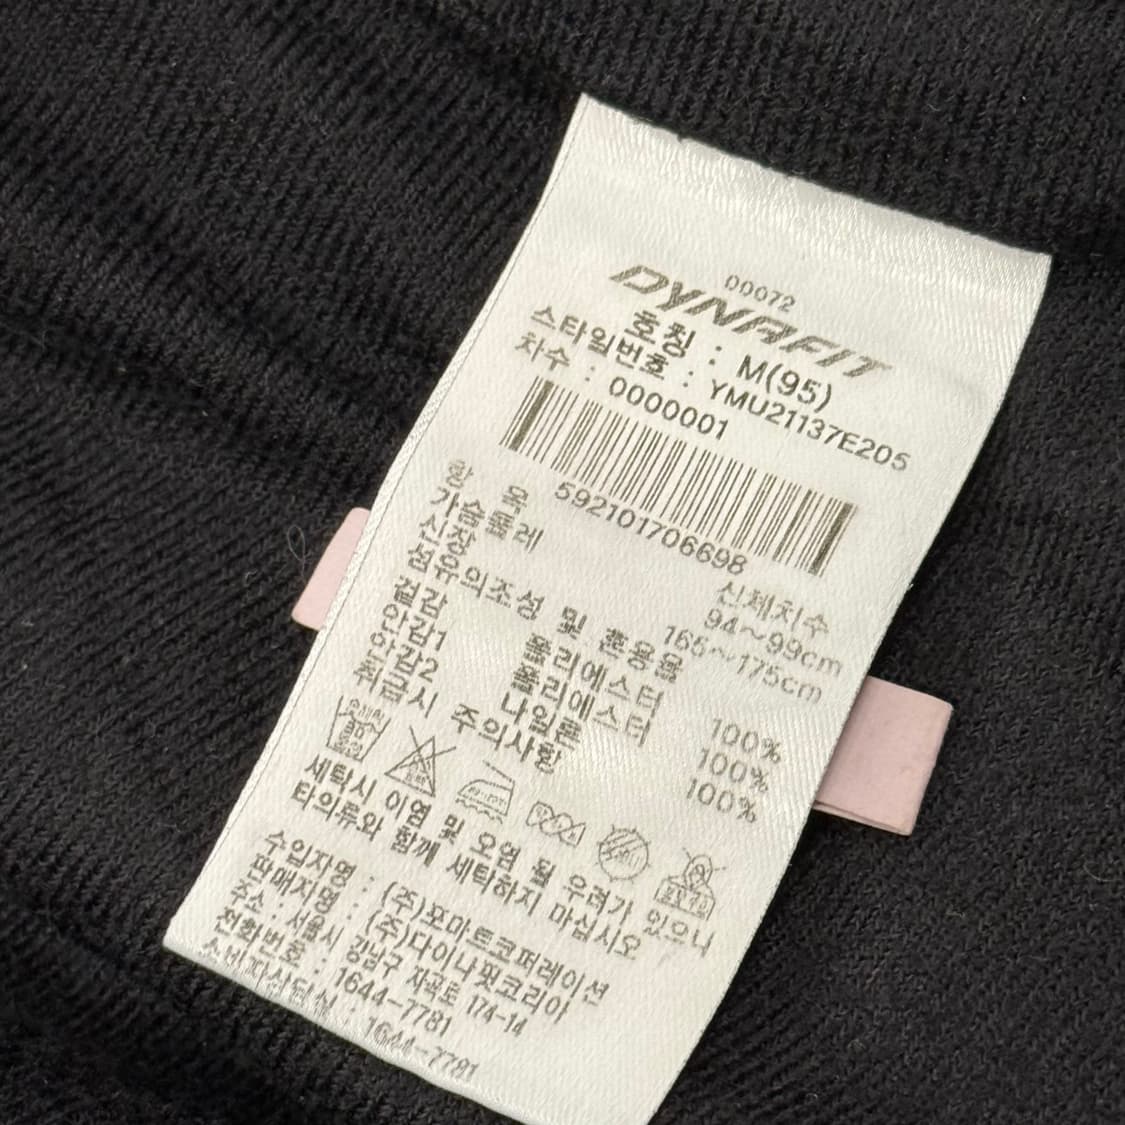 00072
DYNAFIT
호칭 : M(95)
스타일번호 : YMU21137E205
차수 : 0000001
592101706698
항 목 신체치수
가슴둘레 94~99cm
신장 165~175cm
섬유의조성 및 혼용율
겉감 폴리에스터 100%
안감1 폴리에스터 100%
안감2 나일론 100%
취급시 주의사항
세탁시 이염 및 오염 될 우려가 있으니
타의류와 함께 세탁하지 마십시오
수입자명 : (주)포마트코퍼레이션
판매자명 : (주)다이나핏코리아
주소 : 서울시 강남구 자곡로 174-14
전화번호 : 1644-7781
소비자상담실 : 1644-7781